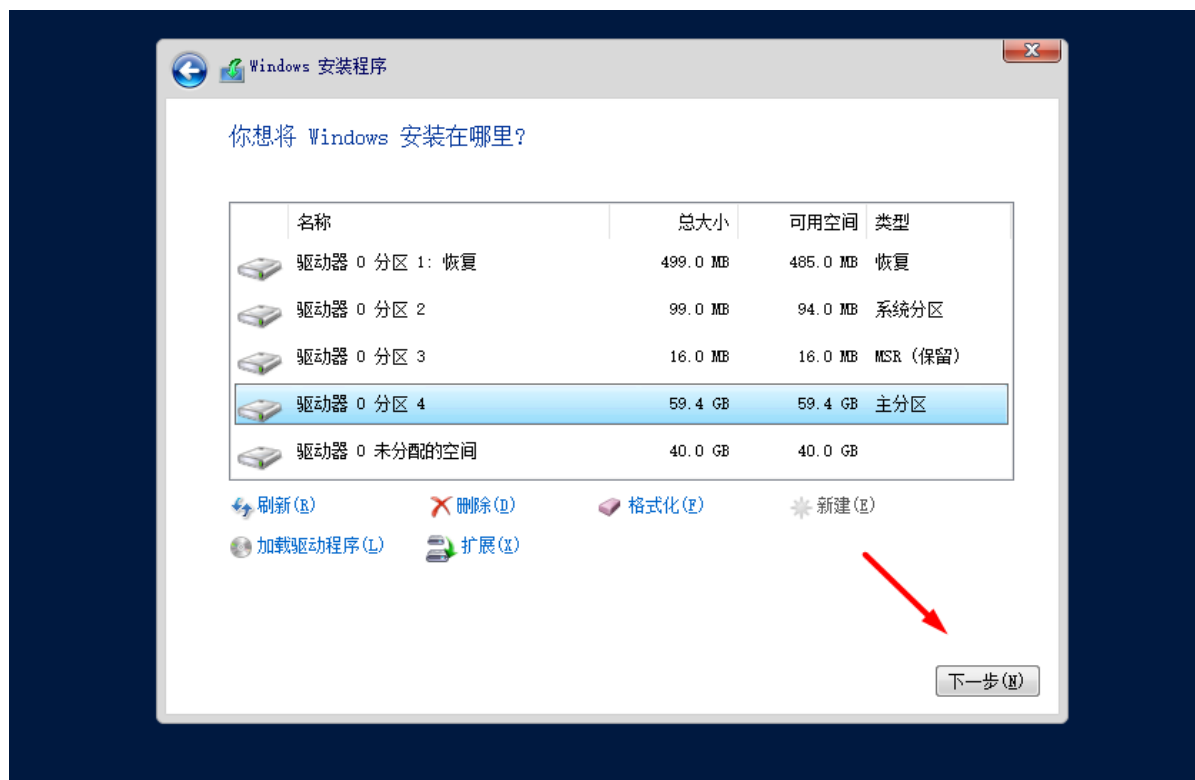 Windows 安装程序
你想将 Windows 安装在哪里?
名称 总大小 可用空间 类型
驱动器 0 分区 1: 恢复 499.0 MB 485.0 MB 恢复
驱动器 0 分区 2 99.0 MB 94.0 MB 系统分区
驱动器 0 分区 3 16.0 MB 16.0 MB MSR (保留)
驱动器 0 分区 4 59.4 GB 59.4 GB 主分区
驱动器 0 未分配的空间 40.0 GB 40.0 GB
刷新(R) 删除(D) 格式化(F) 新建(E)
加载驱动程序(L) 扩展(X)
下一步(N)